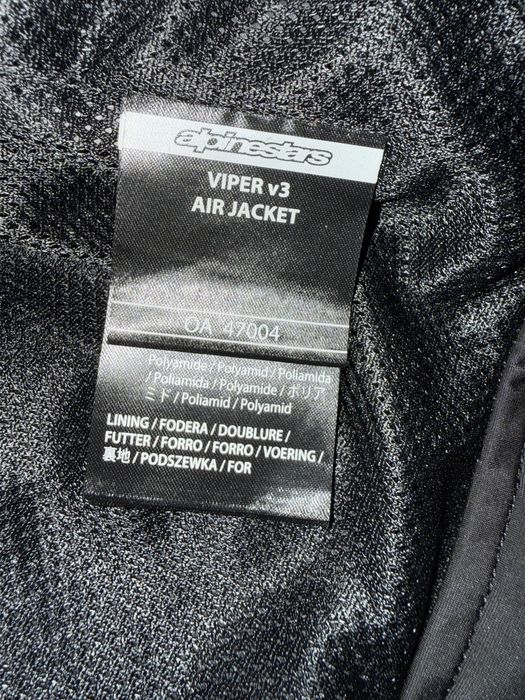 alpinestars
VIPER v3
AIR JACKET
OA 47004
Polyamide / Polyamid / Poliamida
/ Poliamida / Polyamide / ポリア
ミド / Poliamid / Polyamid
LINING / FODERA / DOUBLURE /
FUTTER / FORRO / FORRO / VOERING /
裏地 / PODSZEWKA / FOR